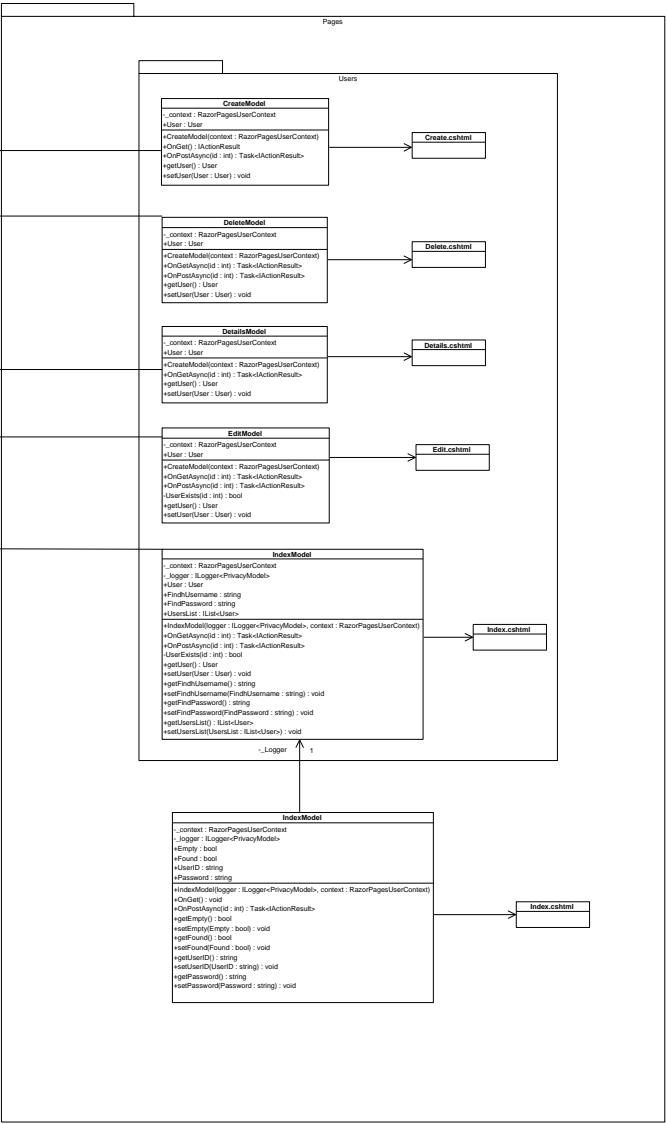 Pages
Users
CreateModel
-_context : RazorPagesUserContext
+User : User
+CreateModel(context : RazorPagesUserContext)
+OnGet() : IActionResult
+OnPostAsync(id : int) : Task<IActionResult>
+getUser() : User
+setUser(User : User) : void
Create.cshtml
DeleteModel
-_context : RazorPagesUserContext
+User : User
+CreateModel(context : RazorPagesUserContext)
+OnGetAsync(id : int) : Task<IActionResult>
+OnPostAsync(id : int) : Task<IActionResult>
+getUser() : User
+setUser(User : User) : void
Delete.cshtml
DetailsModel
-_context : RazorPagesUserContext
+User : User
+CreateModel(context : RazorPagesUserContext)
+OnGetAsync(id : int) : Task<IActionResult>
+getUser() : User
+setUser(User : User) : void
Details.cshtml
EditModel
-_context : RazorPagesUserContext
+User : User
+CreateModel(context : RazorPagesUserContext)
+OnGetAsync(id : int) : Task<IActionResult>
+OnPostAsync(id : int) : Task<IActionResult>
-UserExists(id : int) : bool
+getUser() : User
+setUser(User : User) : void
Edit.cshtml
IndexModel
-_context : RazorPagesUserContext
-_logger : ILogger<PrivacyModel>
+User : User
+FindhUsername : string
+FindPassword : string
+UsersList : IList<User>
+IndexModel(logger : ILogger<PrivacyModel>, context : RazorPagesUserContext)
+OnGetAsync(id : int) : Task<IActionResult>
+OnPostAsync(id : int) : Task<IActionResult>
-UserExists(id : int) : bool
+getUser() : User
+setUser(User : User) : void
+getFindhUsername() : string
+setFindhUsername(FindhUsername : string) : void
+getFindPassword() : string
+setFindPassword(FindPassword : string) : void
+getUsersList() : IList<User>
+setUsersList(UsersList : IList<User>) : void
Index.cshtml
-_Logger 1
IndexModel
-_context : RazorPagesUserContext
-_logger : ILogger<PrivacyModel>
+Empty : bool
+Found : bool
+UserID : string
+Password : string
+IndexModel(logger : ILogger<PrivacyModel>, context : RazorPagesUserContext)
+OnGet() : void
+OnPostAsync(id : int) : Task<IActionResult>
+getEmpty() : bool
+setEmpty(Empty : bool) : void
+getFound() : bool
+setFound(Found : bool) : void
+getUserID() : string
+setUserID(UserID : string) : void
+getPassword() : string
+setPassword(Password : string) : void
Index.cshtml